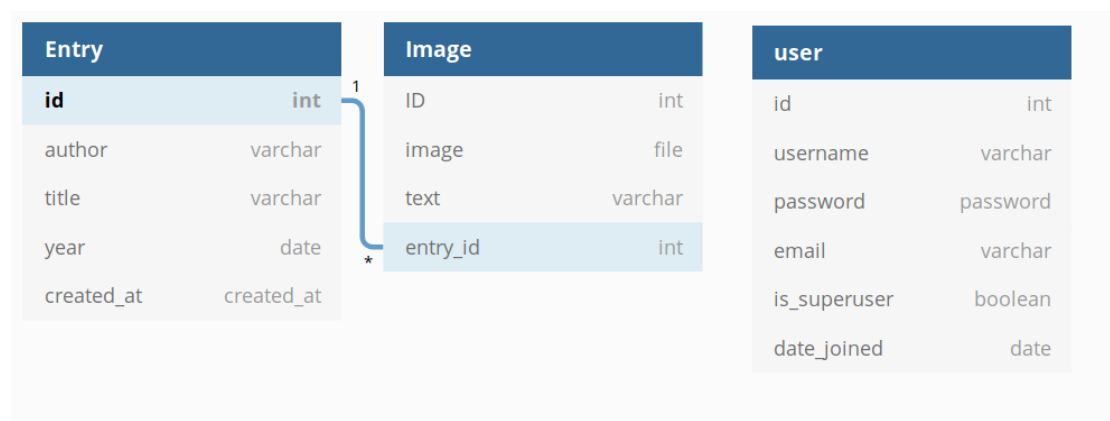 Entry
id int
author varchar
title varchar
year date
created_at created_at
1
*
Image
ID int
image file
text varchar
entry_id int
user
id int
username varchar
password password
email varchar
is_superuser boolean
date_joined date